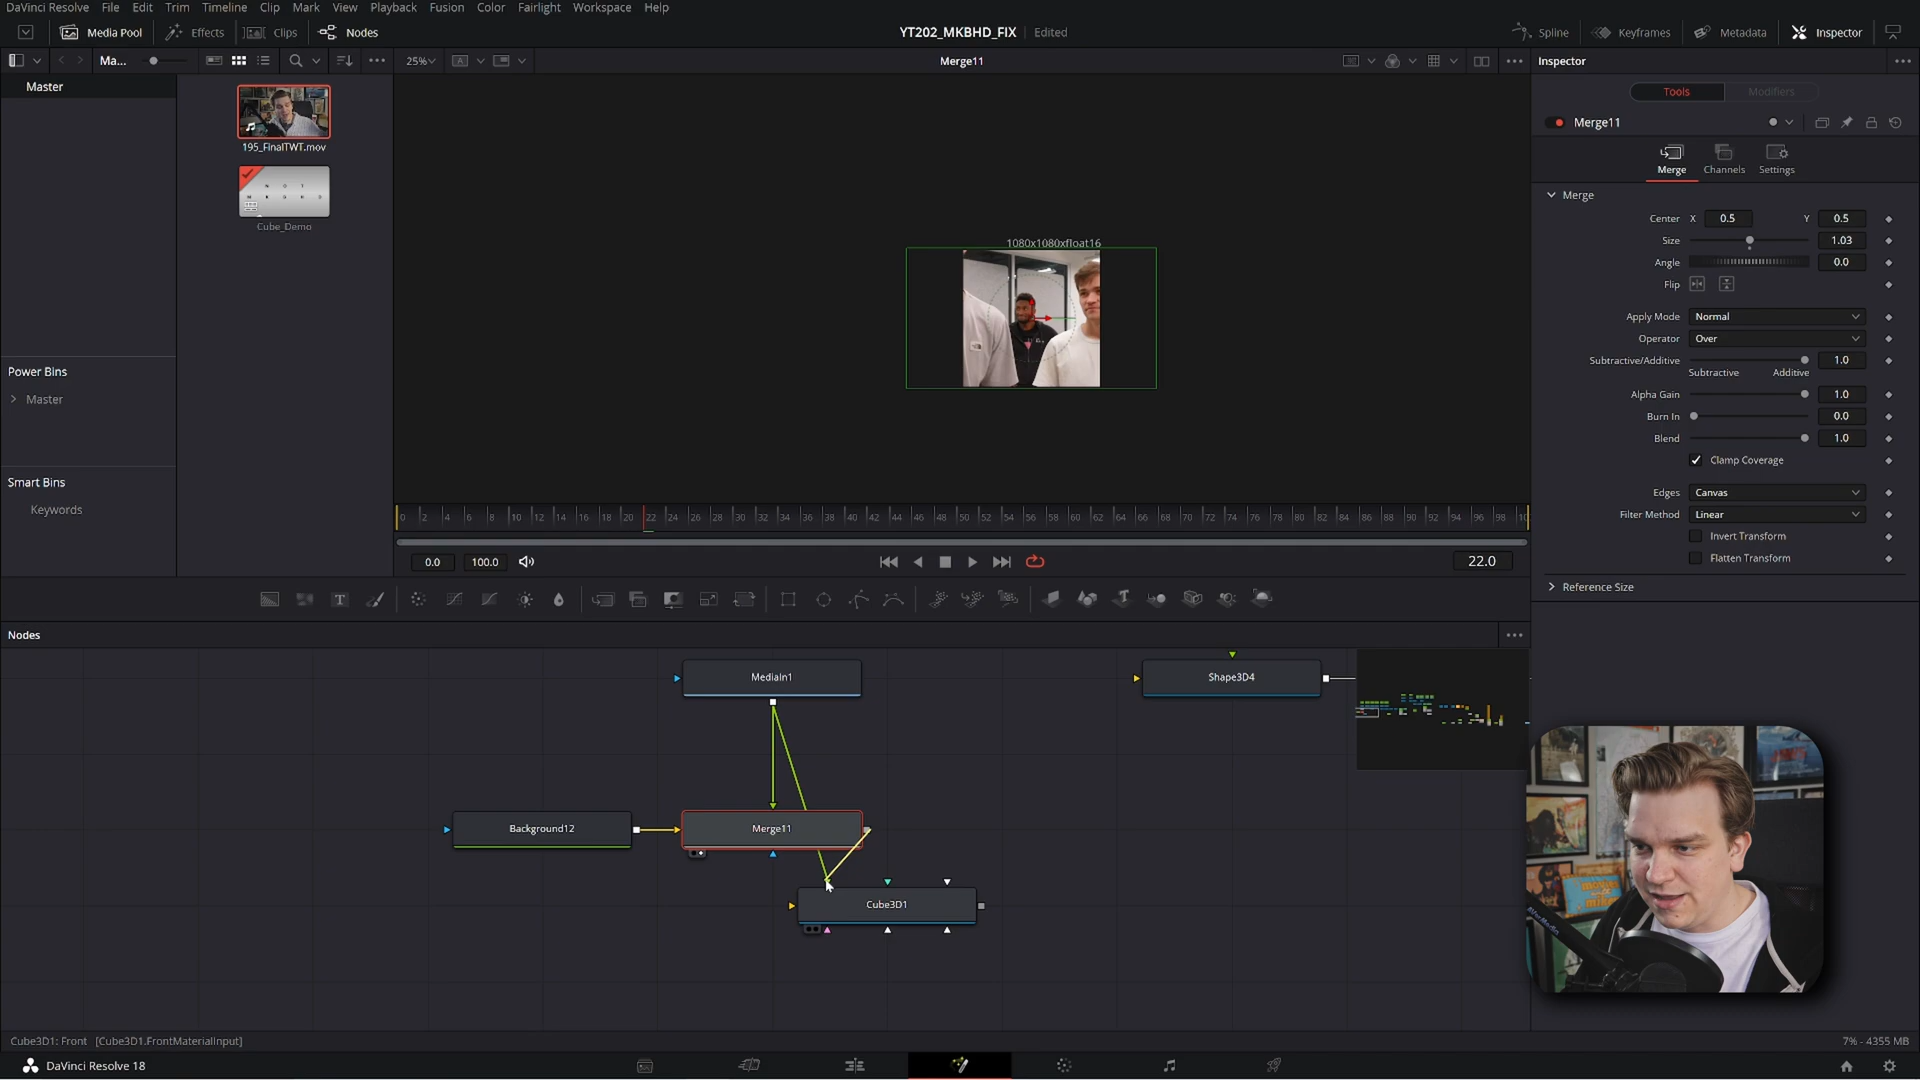 DaVinci Resolve File Edit Trim Timeline Clip Mark View Playback Fusion Color Fairlight Workspace Help
Media Pool Effects Clips Nodes YT202_MKBHD_FIX Edited Spline Keyframes Metadata Inspector
Ma... 25% Merge11 Inspector
Master
195_FinalTWT.mov
N O T
Cube_Demo
Power Bins
Master
Smart Bins
Keywords
1080x1080xfloat16
Tools Modifiers
Merge11
Merge Channels Settings
Merge
Center X 0.5 Y 0.5
Size 1.03
Angle 0.0
Flip
Apply Mode Normal
Operator Over
Subtractive/Additive 1.0
Subtractive Additive
Alpha Gain 1.0
Burn In 0.0
Blend 1.0
Clamp Coverage
Edges Canvas
Filter Method Linear
Invert Transform
Flatten Transform
Reference Size
0 2 4 6 8 10 12 14 16 18 20 22 24 26 28 30 32 34 36 38 40 42 44 46 48 50 52 54 56 58 60 62 64 66 68 70 72 74 76 78 80 82 84 86 88 90 92 94 96 98
0.0 100.0 22.0
Nodes
MediaIn1
Shape3D4
Background12
Merge11
Cube3D1
Cube3D1: Front [Cube3D1.FrontMaterialInput]
7% - 4355 MB
DaVinci Resolve 18